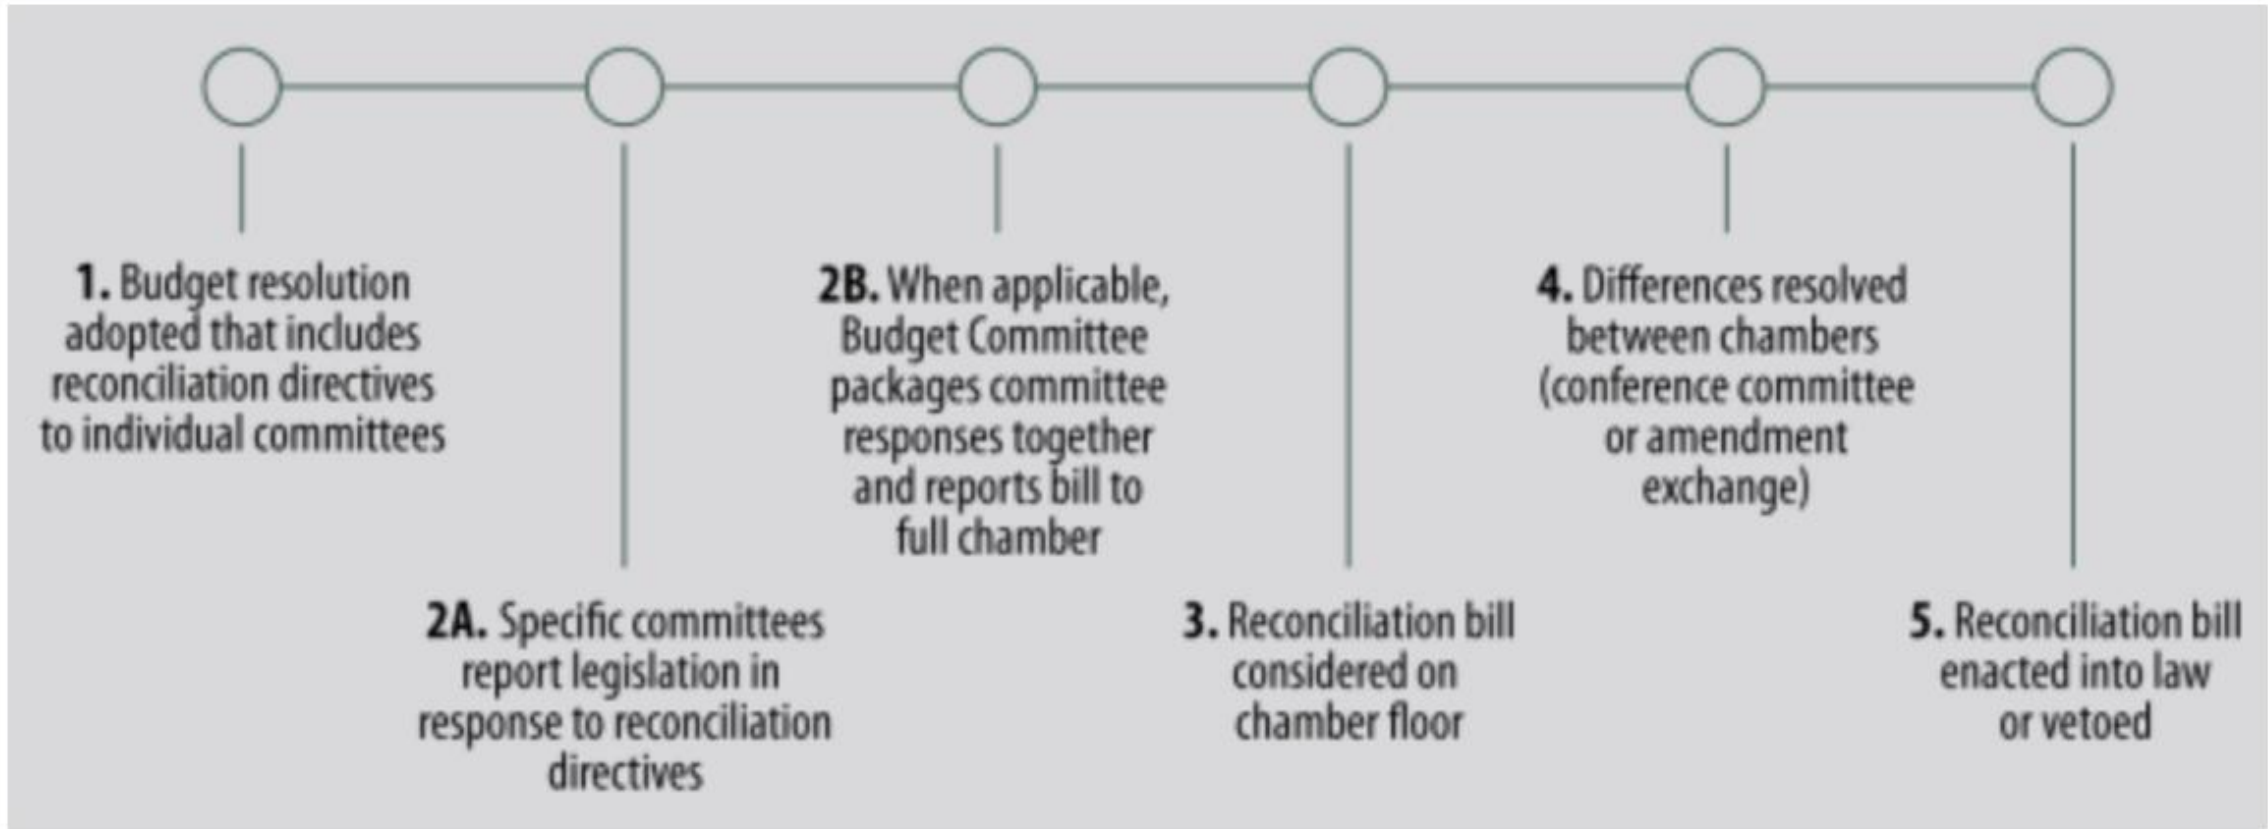 1. Budget resolution
adopted that includes
reconciliation directives
to individual committees
2A. Specific committees
report legislation in
response to reconciliation
directives
2B. When applicable,
Budget Committee
packages committee
responses together
and reports bill to
full chamber
3. Reconciliation bill
considered on
chamber floor
4. Differences resolved
between chambers
(conference committee
or amendment
exchange)
5. Reconciliation bill
enacted into law
or vetoed